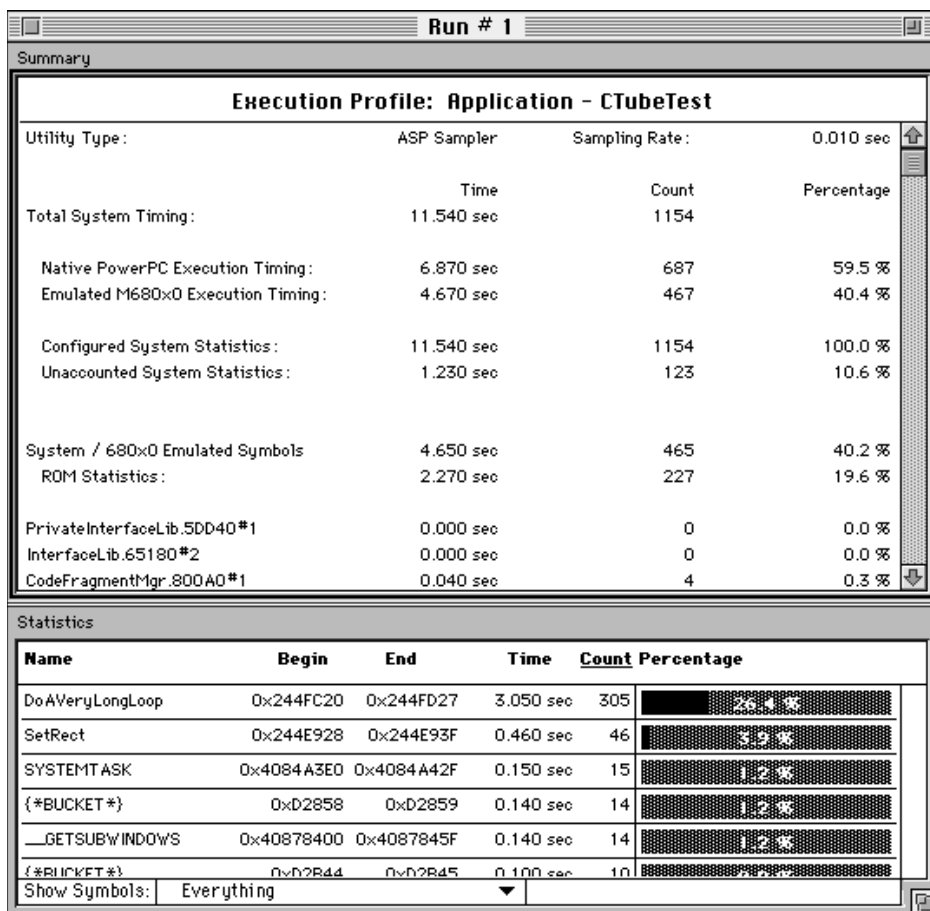 Run # 1
Summary
Execution Profile: Application - CTubeTest
Utility Type: ASP Sampler Sampling Rate: 0.010 sec
Time Count Percentage
Total System Timing: 11.540 sec 1154
Native PowerPC Execution Timing: 6.870 sec 687 59.5 %
Emulated M680x0 Execution Timing: 4.670 sec 467 40.4 %
Configured System Statistics: 11.540 sec 1154 100.0 %
Unaccounted System Statistics: 1.230 sec 123 10.6 %
System / 680x0 Emulated Symbols 4.650 sec 465 40.2 %
ROM Statistics: 2.270 sec 227 19.6 %
PrivateInterfaceLib.5DD40#1 0.000 sec 0 0.0 %
InterfaceLib.65180#2 0.000 sec 0 0.0 %
CodeFragmentMgr.800A0#1 0.040 sec 4 0.3 %
Statistics
Name Begin End Time Count Percentage
DoAVeryLongLoop 0x244FC20 0x244FD27 3.050 sec 305 26.4 %
SetRect 0x244E928 0x244E93F 0.460 sec 46 3.9 %
SYSTEMTASK 0x4084A3E0 0x4084A42F 0.150 sec 15 1.2 %
{*BUCKET*} 0xD2858 0xD2859 0.140 sec 14 1.2 %
__GETSUBWINDOWS 0x40878400 0x4087845F 0.140 sec 14 1.2 %
{*BUCKET*} 0xD2B44 0xD2B45 0.100 sec 10
Show Symbols: Everything